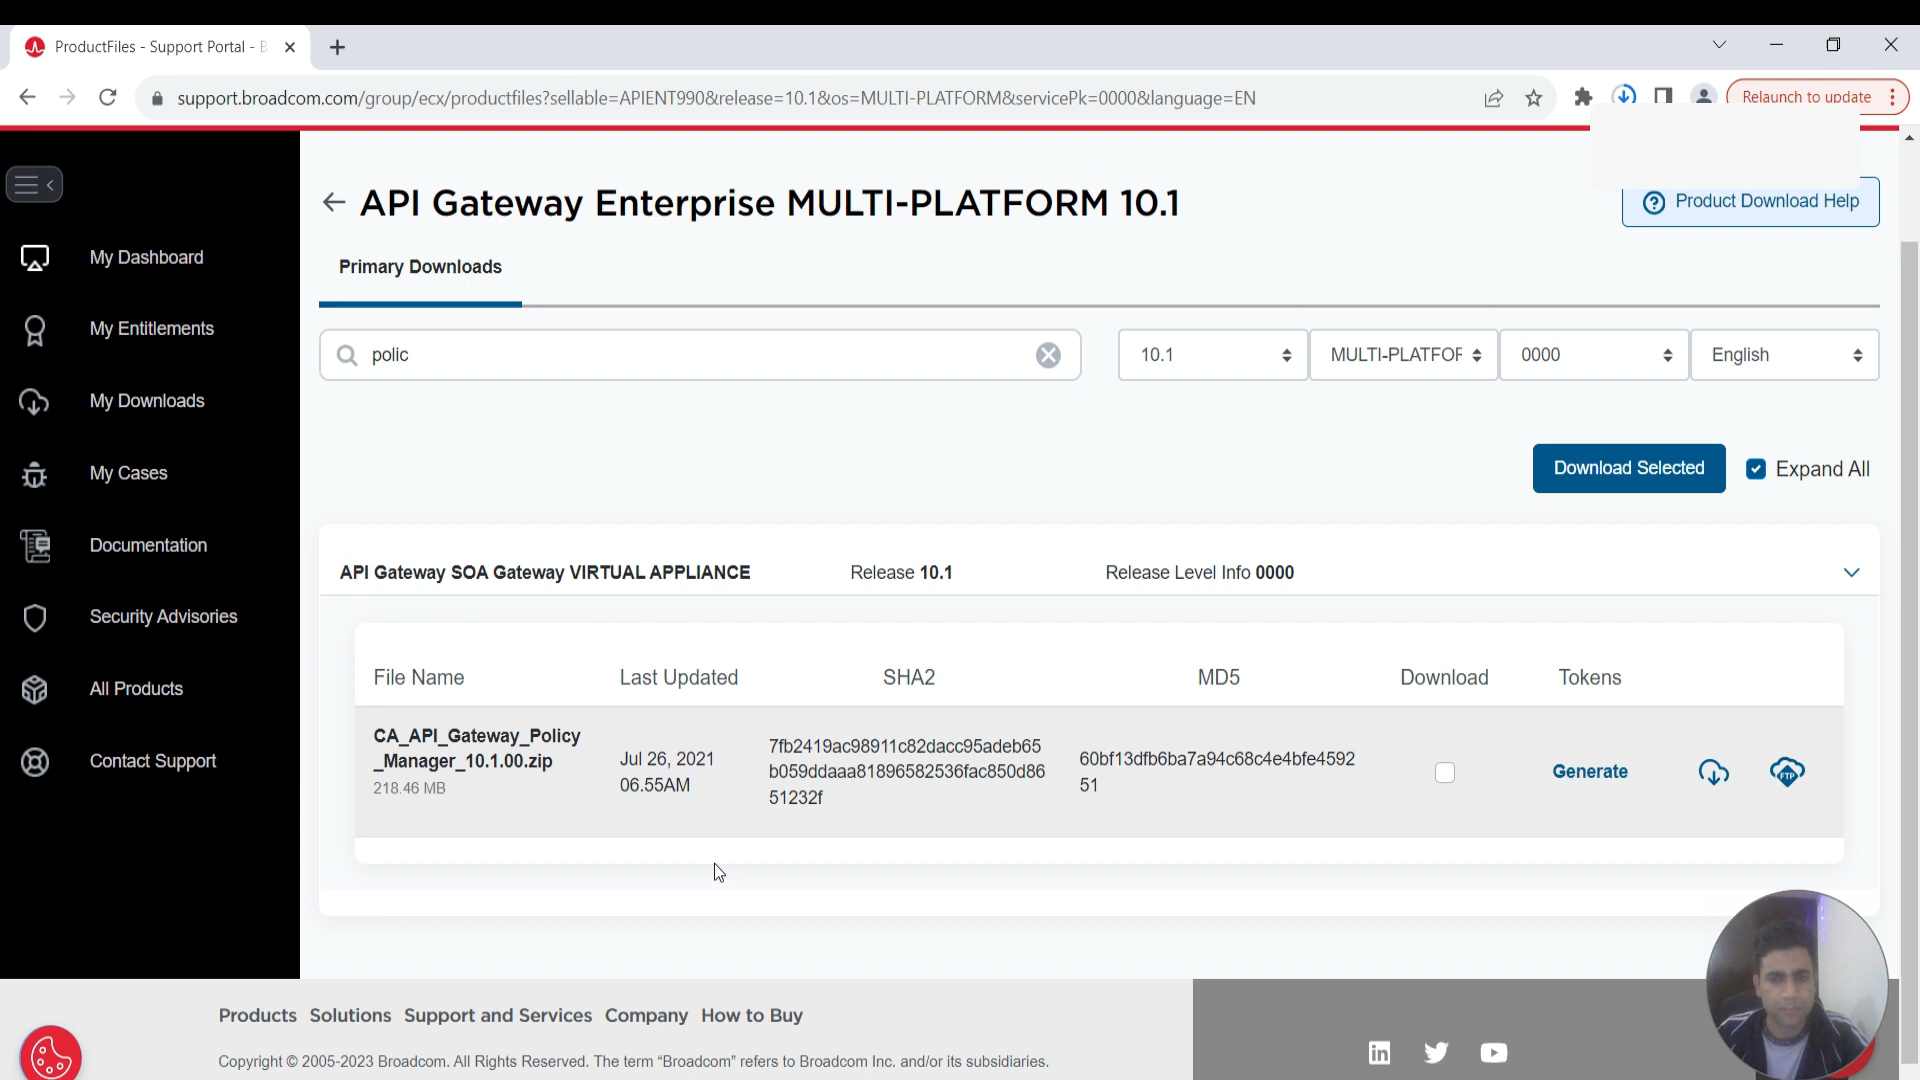 ProductFiles - Support Portal - B
support.broadcom.com/group/ecx/productfiles?sellable=APIENT990&release=10.1&os=MULTI-PLATFORM&servicePk=0000&language=EN
Relaunch to update
API Gateway Enterprise MULTI-PLATFORM 10.1
Product Download Help
My Dashboard
My Entitlements
My Downloads
My Cases
Documentation
Security Advisories
All Products
Contact Support
Primary Downloads
polic
10.1
MULTI-PLATFOR
0000
English
Download Selected
Expand All
API Gateway SOA Gateway VIRTUAL APPLIANCE
Release 10.1
Release Level Info 0000
File Name
Last Updated
SHA2
MD5
Download
Tokens
CA_API_Gateway_Policy
_Manager_10.1.00.zip
218.46 MB
Jul 26, 2021
06.55AM
7fb2419ac98911c82dacc95adeb65
b059ddaaa81896582536fac850d86
51232f
60bf13dfb6ba7a94c68c4e4bfe4592
51
Generate
FTP
Products Solutions Support and Services Company How to Buy
Copyright © 2005-2023 Broadcom. All Rights Reserved. The term “Broadcom” refers to Broadcom Inc. and/or its subsidiaries.